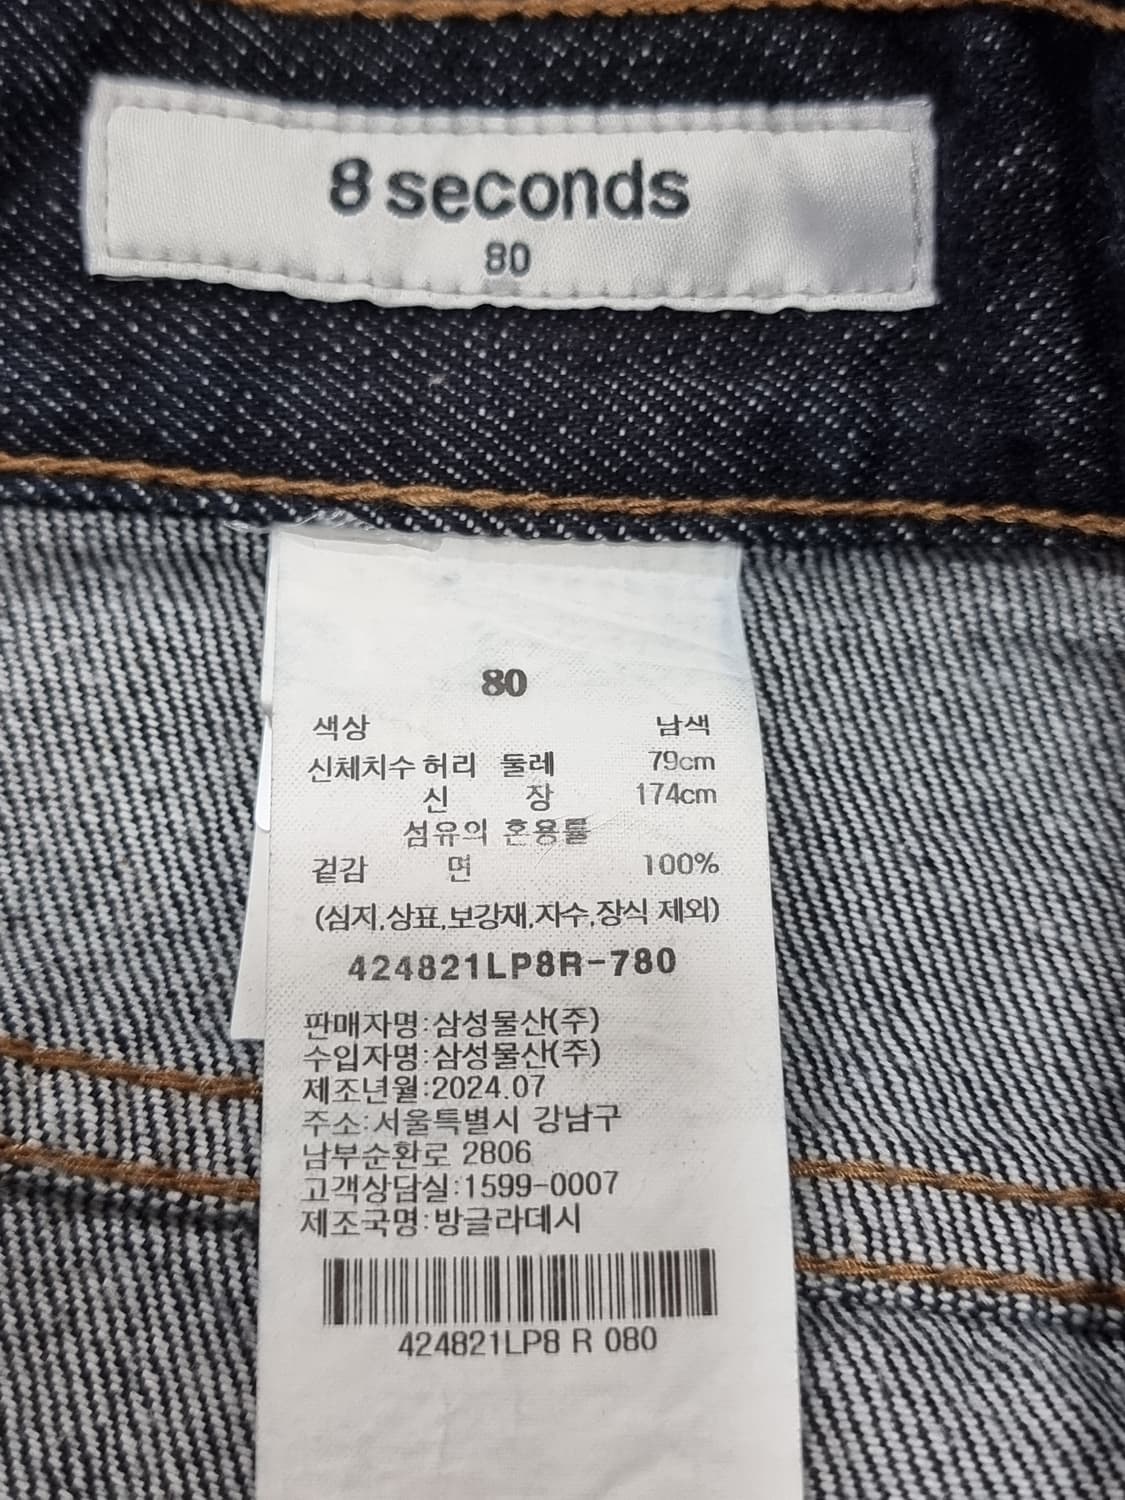 8 seconds
80
80
색상 남색
신체치수 허리 둘레 79cm
신 장 174cm
섬유의 혼용률
겉감 면 100%
(심지,상표,보강재,자수,장식 제외)
424821LP8R-780
판매자명:삼성물산(주)
수입자명:삼성물산(주)
제조년월:2024.07
주소:서울특별시 강남구
남부순환로 2806
고객상담실:1599-0007
제조국명:방글라데시
424821LP8 R 080